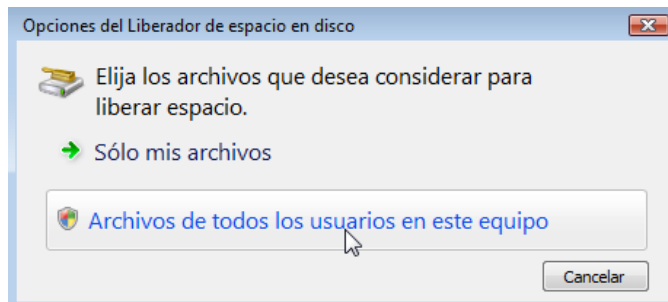 Opciones del Liberador de espacio en disco
Elija los archivos que desea considerar para
liberar espacio.
Sólo mis archivos
Archivos de todos los usuarios en este equipo
Cancelar